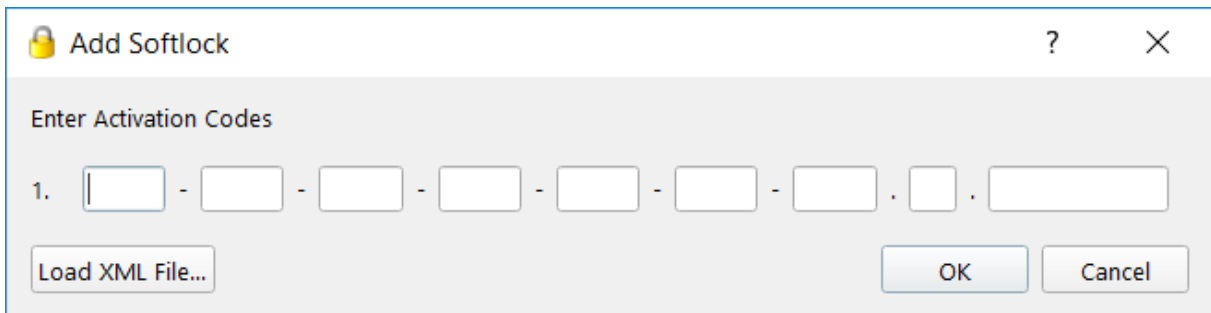 Add Softlock ?
Enter Activation Codes
1. - - - - - - . .
Load XML File... OK Cancel